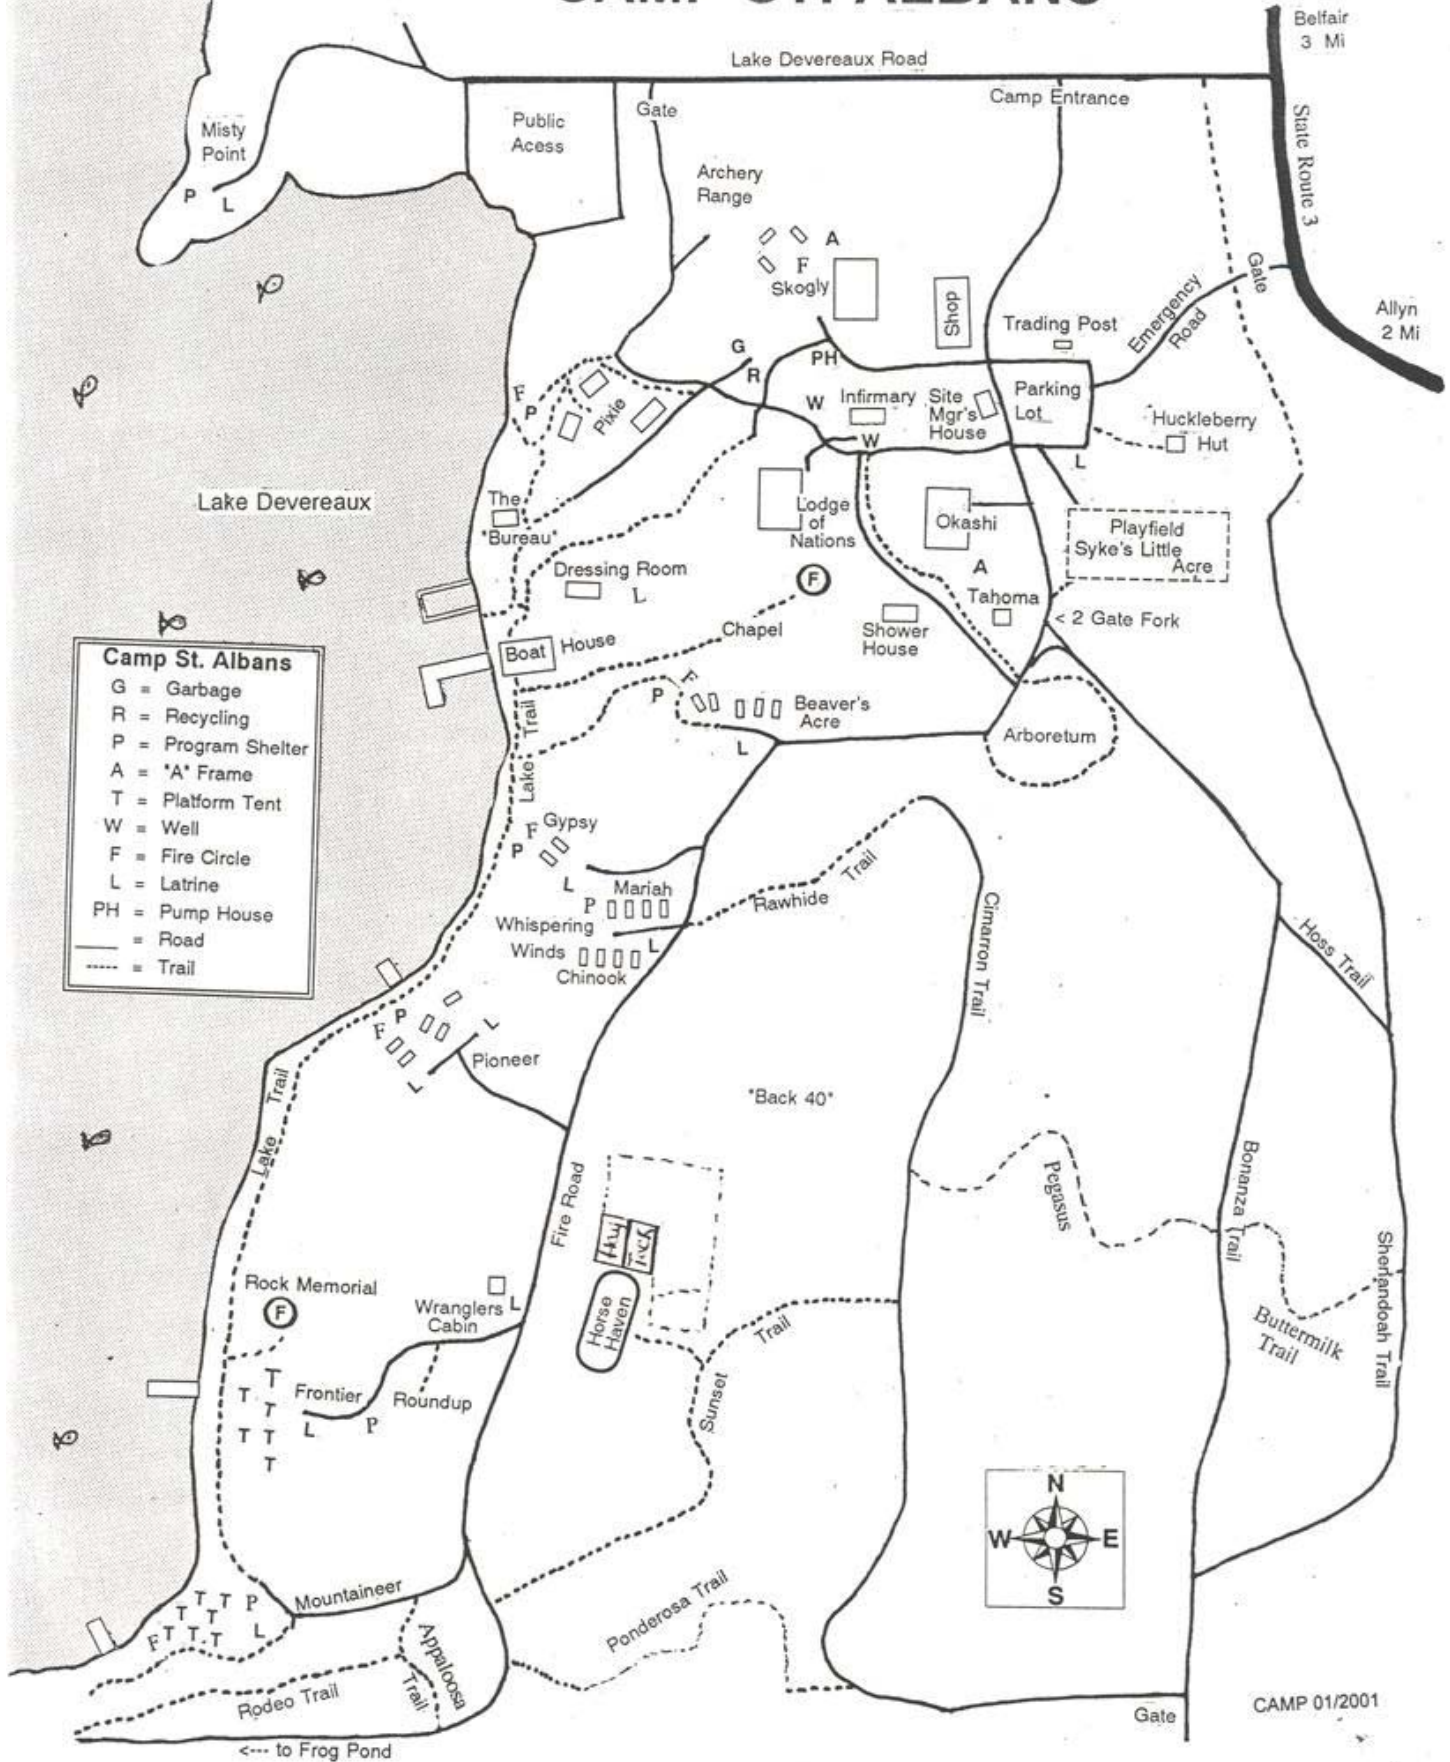 CAMP ST. ALBANS
Belfair
3 Mi
Lake Devereaux Road
Camp Entrance
Gate
Public
Acess
Misty
Point
P
L
State Route 3
Archery
Range
A
F
Skogly
Shop
Trading Post
Emergency
Road
Gate
Allyn
2 Mi
G
R
PH
W
Infirmary
Site
Mgr's
House
Parking
Lot
Huckleberry
Hut
F
P
Pixie
W
L
Lake Devereaux
The
"Bureau"
Lodge
of
Nations
Okashi
Playfield
Syke's Little
Acre
Dressing Room
L
F
A
Tahoma
< 2 Gate Fork
Chapel
Shower
House
Boat House
Camp St. Albans
G = Garbage
R = Recycling
P = Program Shelter
A = "A" Frame
T = Platform Tent
W = Well
F = Fire Circle
L = Latrine
PH = Pump House
= Road
= Trail
P
F
Beaver's
Acre
L
Arboretum
Lake Trail
F
Gypsy
P
L
Mariah
P
Whispering
Winds
L
Chinook
Rawhide Trail
Cimarron Trail
Hoss Trail
F
P
L
Pioneer
L
"Back 40"
Lake Trail
Fire Road
Pegasus
Bonanza Trail
Shenandoah Trail
Buttermilk
Trail
Hay
Tack
Horse
Haven
Rock Memorial
F
Wranglers
Cabin
L
Sunset Trail
T
T
T
T
T
T
Frontier
L
P
Roundup
N
W E
S
Mountaineer
T
T
T
T
T
T
T
T
P
L
F
Appaloosa
Trail
Ponderosa Trail
Rodeo Trail
Gate
CAMP 01/2001
<--- to Frog Pond